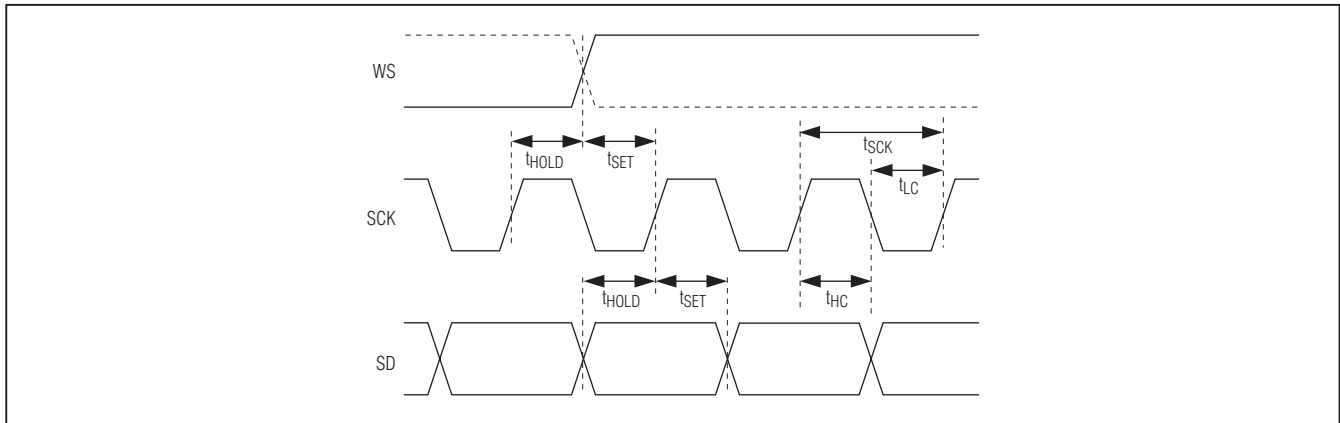 WS
tHOLD tSET
tSCK
tLC
SCK
tHOLD tSET
tHC
SD